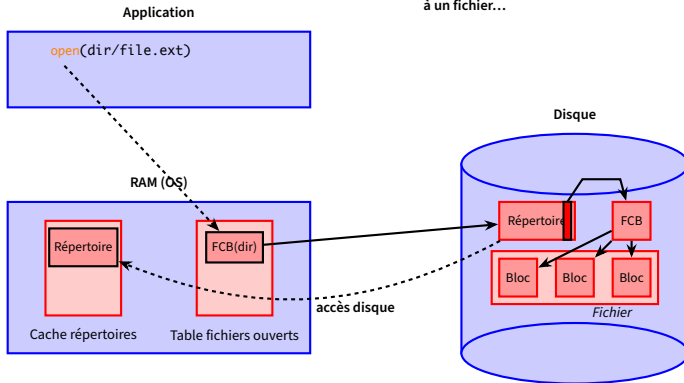 à un fichier...
Application
open(dir/file.ext)
Disque
RAM (OS)
Répertoire
FCB(dir)
Répertoire
FCB
Bloc
Bloc
Bloc
Fichier
accès disque
Cache répertoires
Table fichiers ouverts